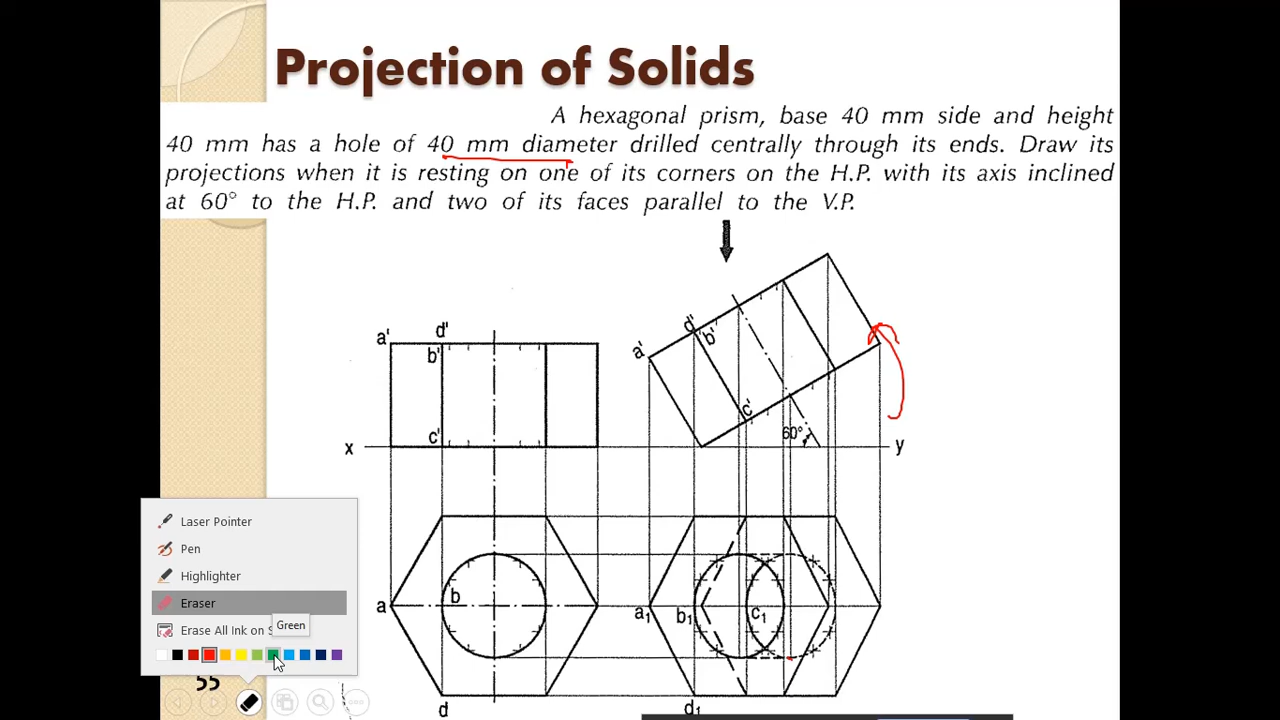 Projection of Solids
A hexagonal prism, base 40 mm side and height
40 mm has a hole of 40 mm diameter drilled centrally through its ends. Draw its
projections when it is resting on one of its corners on the H.P. with its axis inclined
at 60° to the H.P. and two of its faces parallel to the V.P.
a' d' b' c'
x
a' d' b' c' 60°
y
a b d
a1 b1 c1 d1
Laser Pointer
Pen
Highlighter
Eraser
Erase All Ink on S
Green
55